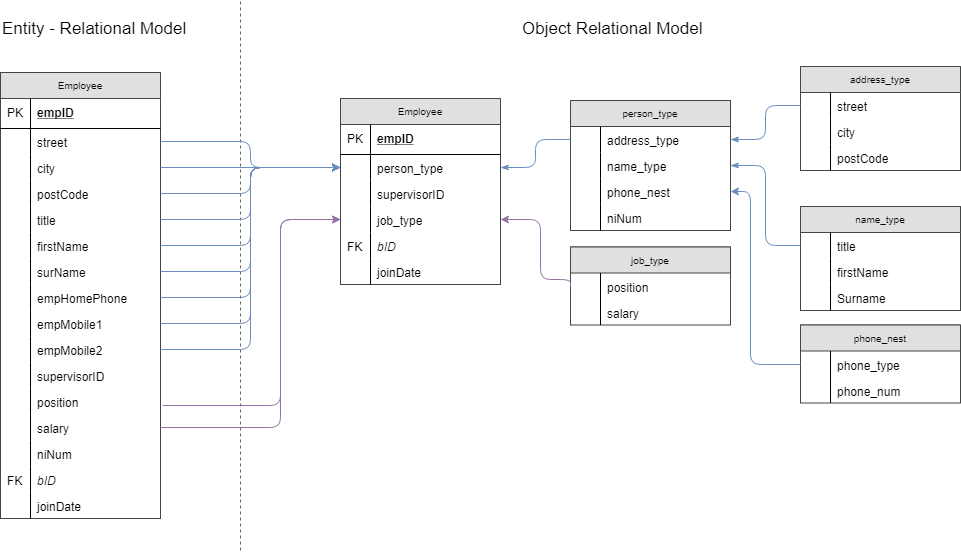 Entity - Relational Model
Object Relational Model
Employee
PK empID
street
city
postCode
title
firstName
surName
empHomePhone
empMobile1
empMobile2
supervisorID
position
salary
niNum
FK bID
joinDate
Employee
PK empID
person_type
supervisorID
job_type
FK bID
joinDate
person_type
address_type
name_type
phone_nest
niNum
job_type
position
salary
address_type
street
city
postCode
name_type
title
firstName
Surname
phone_nest
phone_type
phone_num